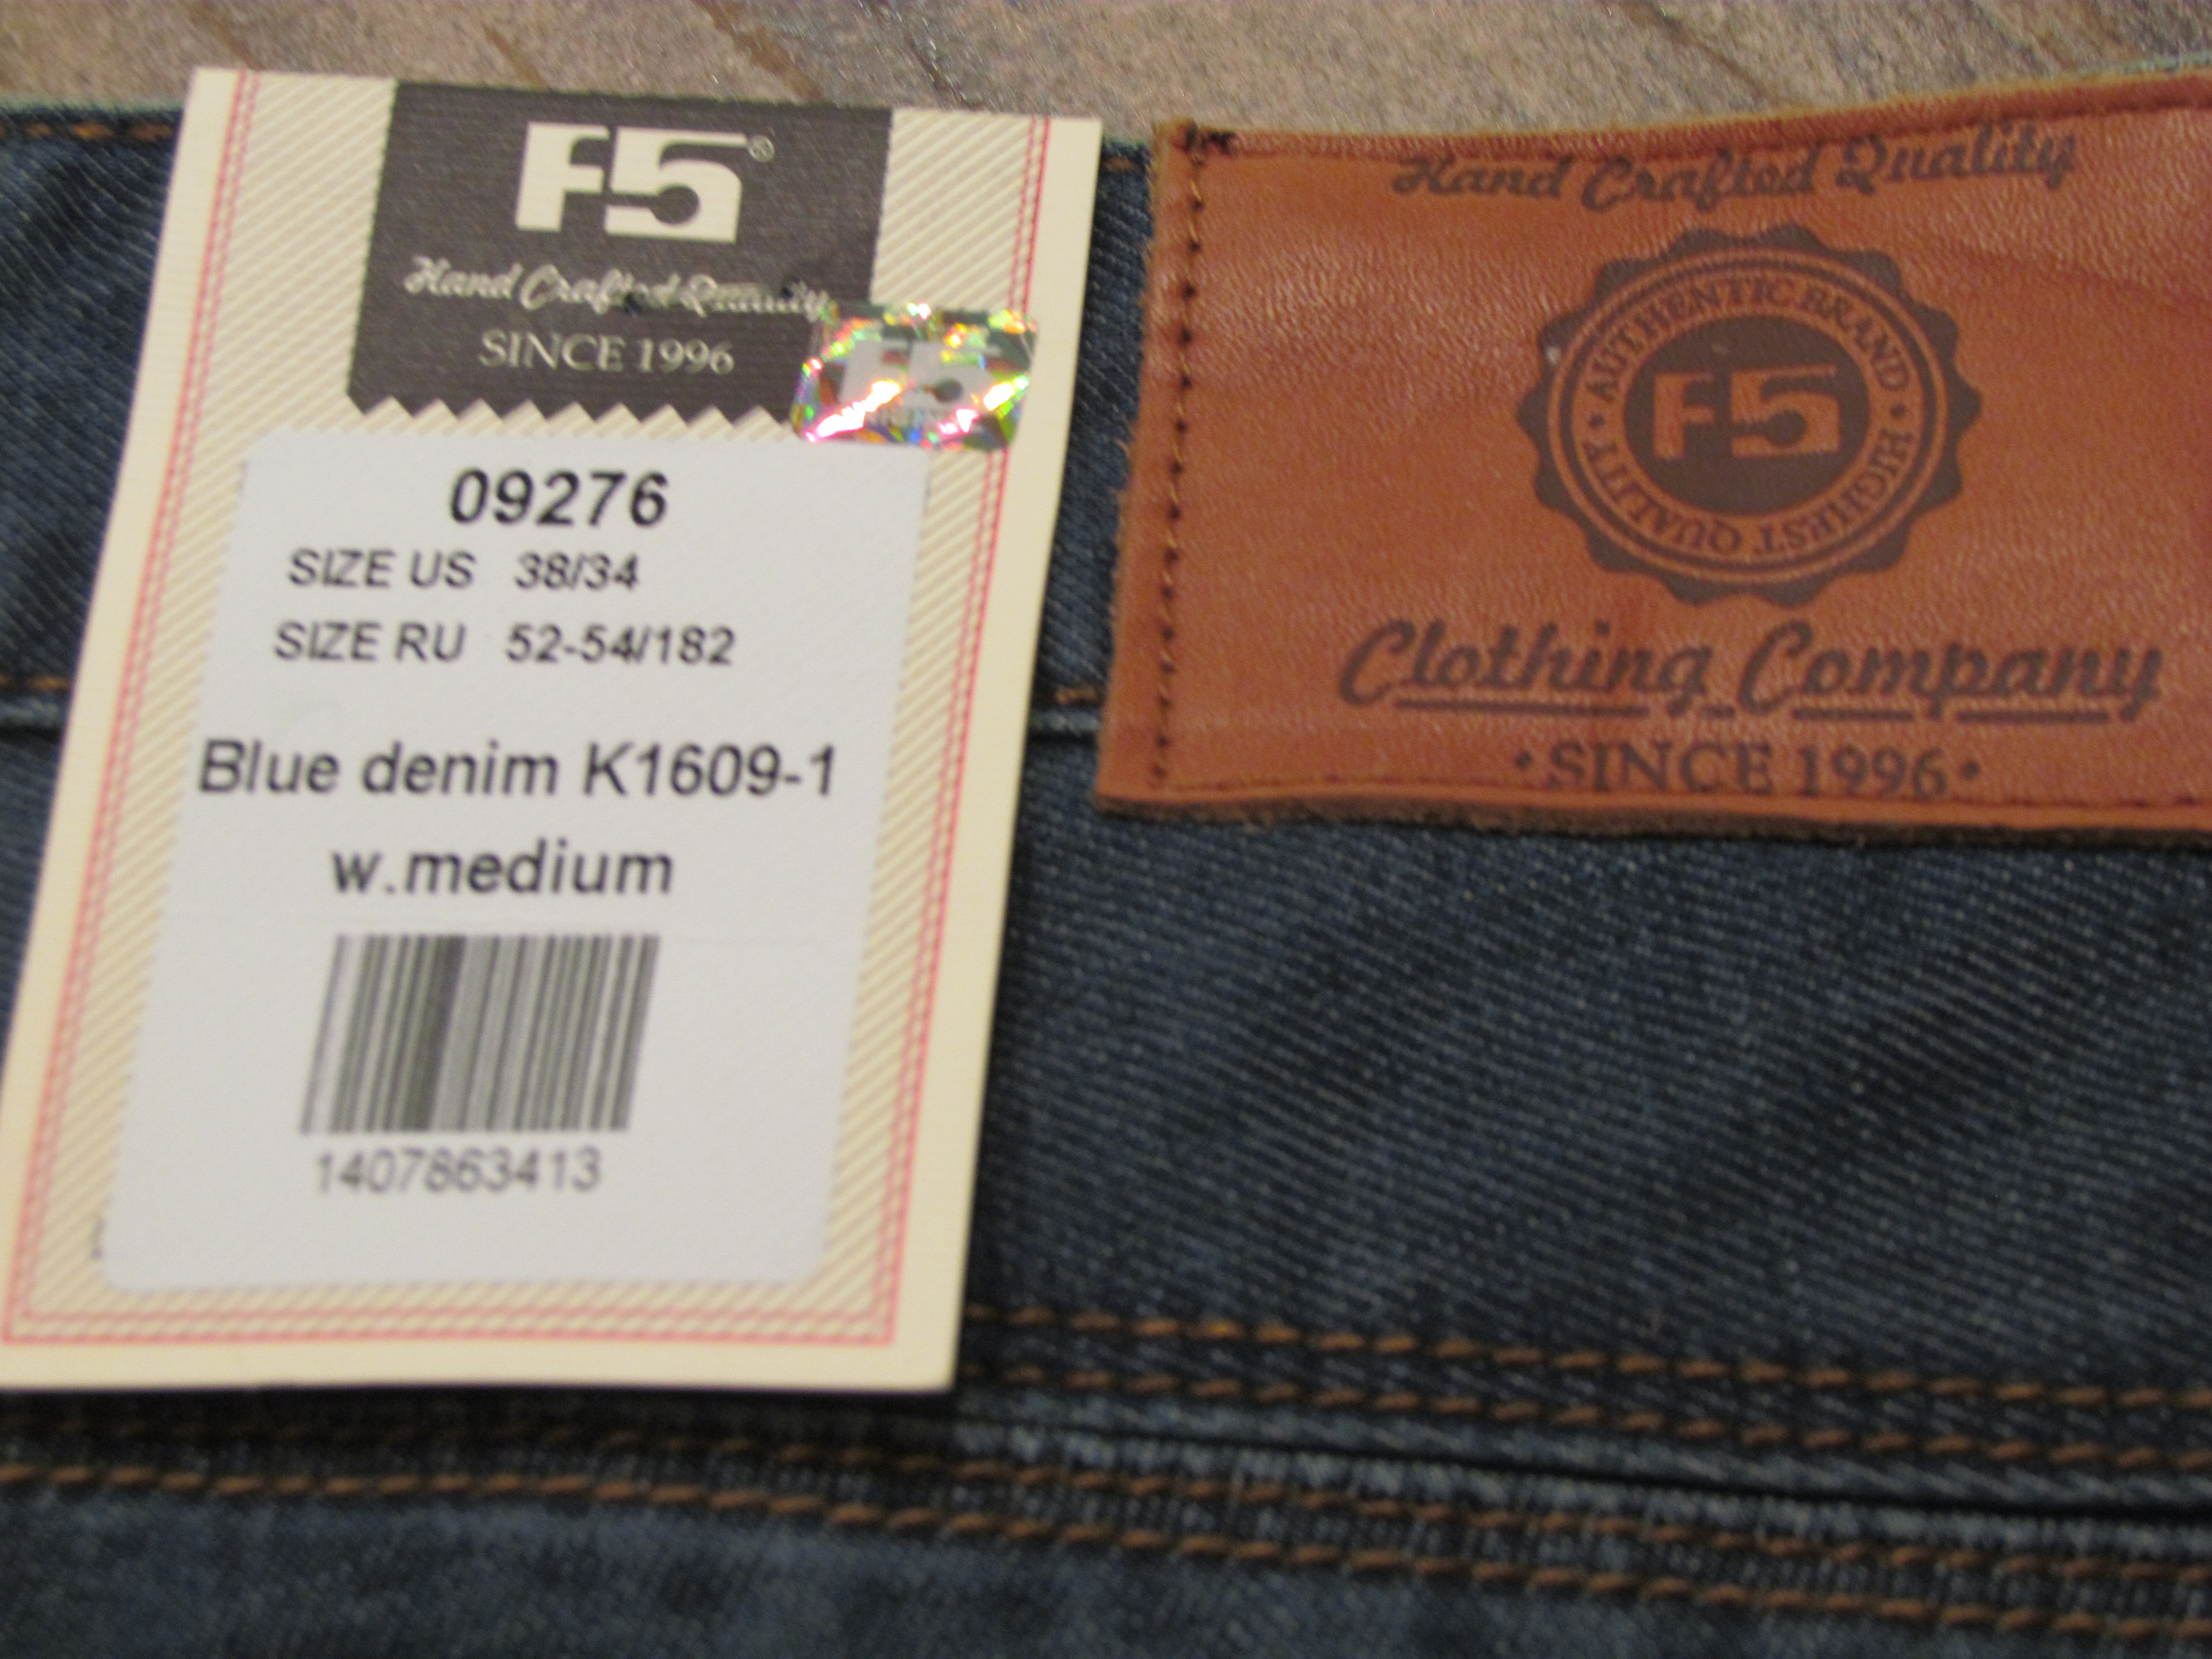 F5®
Hand Crafted Quality
SINCE 1996
F5
09276
SIZE US 38/34
SIZE RU 52-54/182
Blue denim K1609-1
w.medium
1407863413
Hand Crafted Quality
• AUTHENTIC BRAND •
HIGHEST QUALITY
F5
Clothing Company
• SINCE 1996 •